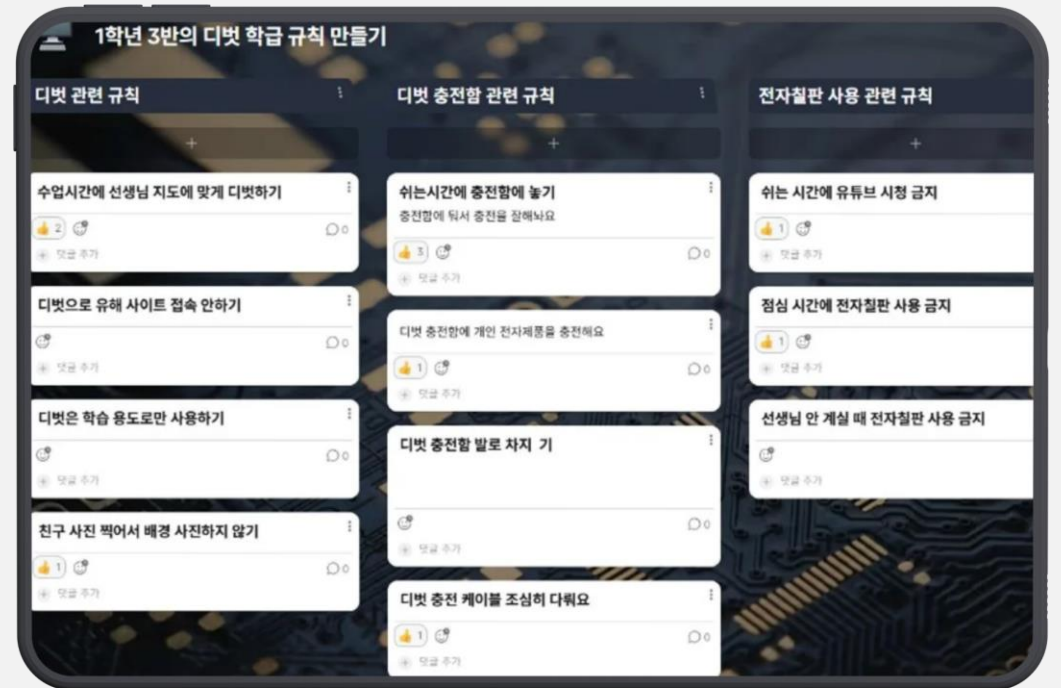 1학년 3반의 디벗 학급 규칙 만들기
디벗 관련 규칙
수업시간에 선생님 지도에 맞게 디벗하기
2
0
댓글 추가
디벗으로 유해 사이트 접속 안하기
0
댓글 추가
디벗은 학습 용도로만 사용하기
0
댓글 추가
친구 사진 찍어서 배경 사진하지 않기
1
0
댓글 추가
디벗 충전함 관련 규칙
쉬는시간에 충전함에 놓기
충전함에 둬서 충전을 잘해놔요
3
0
댓글 추가
디벗 충전함에 개인 전자제품을 충전해요
1
0
댓글 추가
디벗 충전함 발로 차지 기
0
댓글 추가
디벗 충전 케이블 조심히 다뤄요
1
0
댓글 추가
전자칠판 사용 관련 규칙
쉬는 시간에 유튜브 시청 금지
1
댓글 추가
점심 시간에 전자칠판 사용 금지
1
댓글 추가
선생님 안 계실 때 전자칠판 사용 금지
댓글 추가